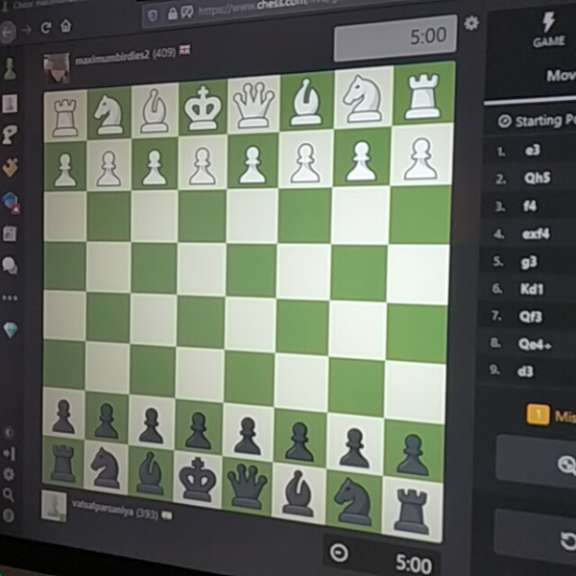 https://www.chess.com/
maximumbirdies2 (409)
5:00
GAME
Starting
1. e3
2. Qh5
3. f4
4. exf4
5. g3
6. Kd1
7. Qf3
8. Qe4+
9. d3
1
vatsalparsaniya (393)
5:00